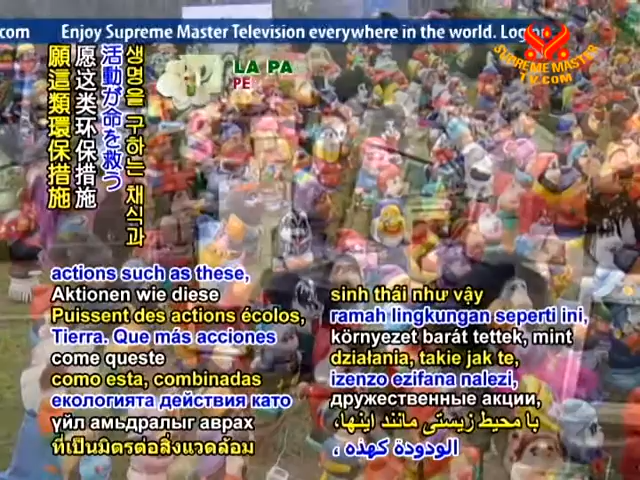 .com Enjoy Supreme Master Television everywhere in the world. Log on
SUPREME MASTER
TV.COM
LA PA
PE
생명을 구하는 채식과
活動が命を救う
愿这类环保措施
願這類環保措施
actions such as these,
Aktionen wie diese
Puissent des actions écolos,
Tierra. Que más acciones
come queste
como esta, combinadas
екологията действия като
үйл амьдралыг аврах
ที่เป็นมิตรต่อสิ่งแวดล้อม
sinh thái như vậy
ramah lingkungan seperti ini,
környezet barát tettek, mint
działania, takie jak te,
izenzo ezifana nalezi,
дружественные акции,
با محیط زیستی مانند اینها،
الودودة كهذه ،